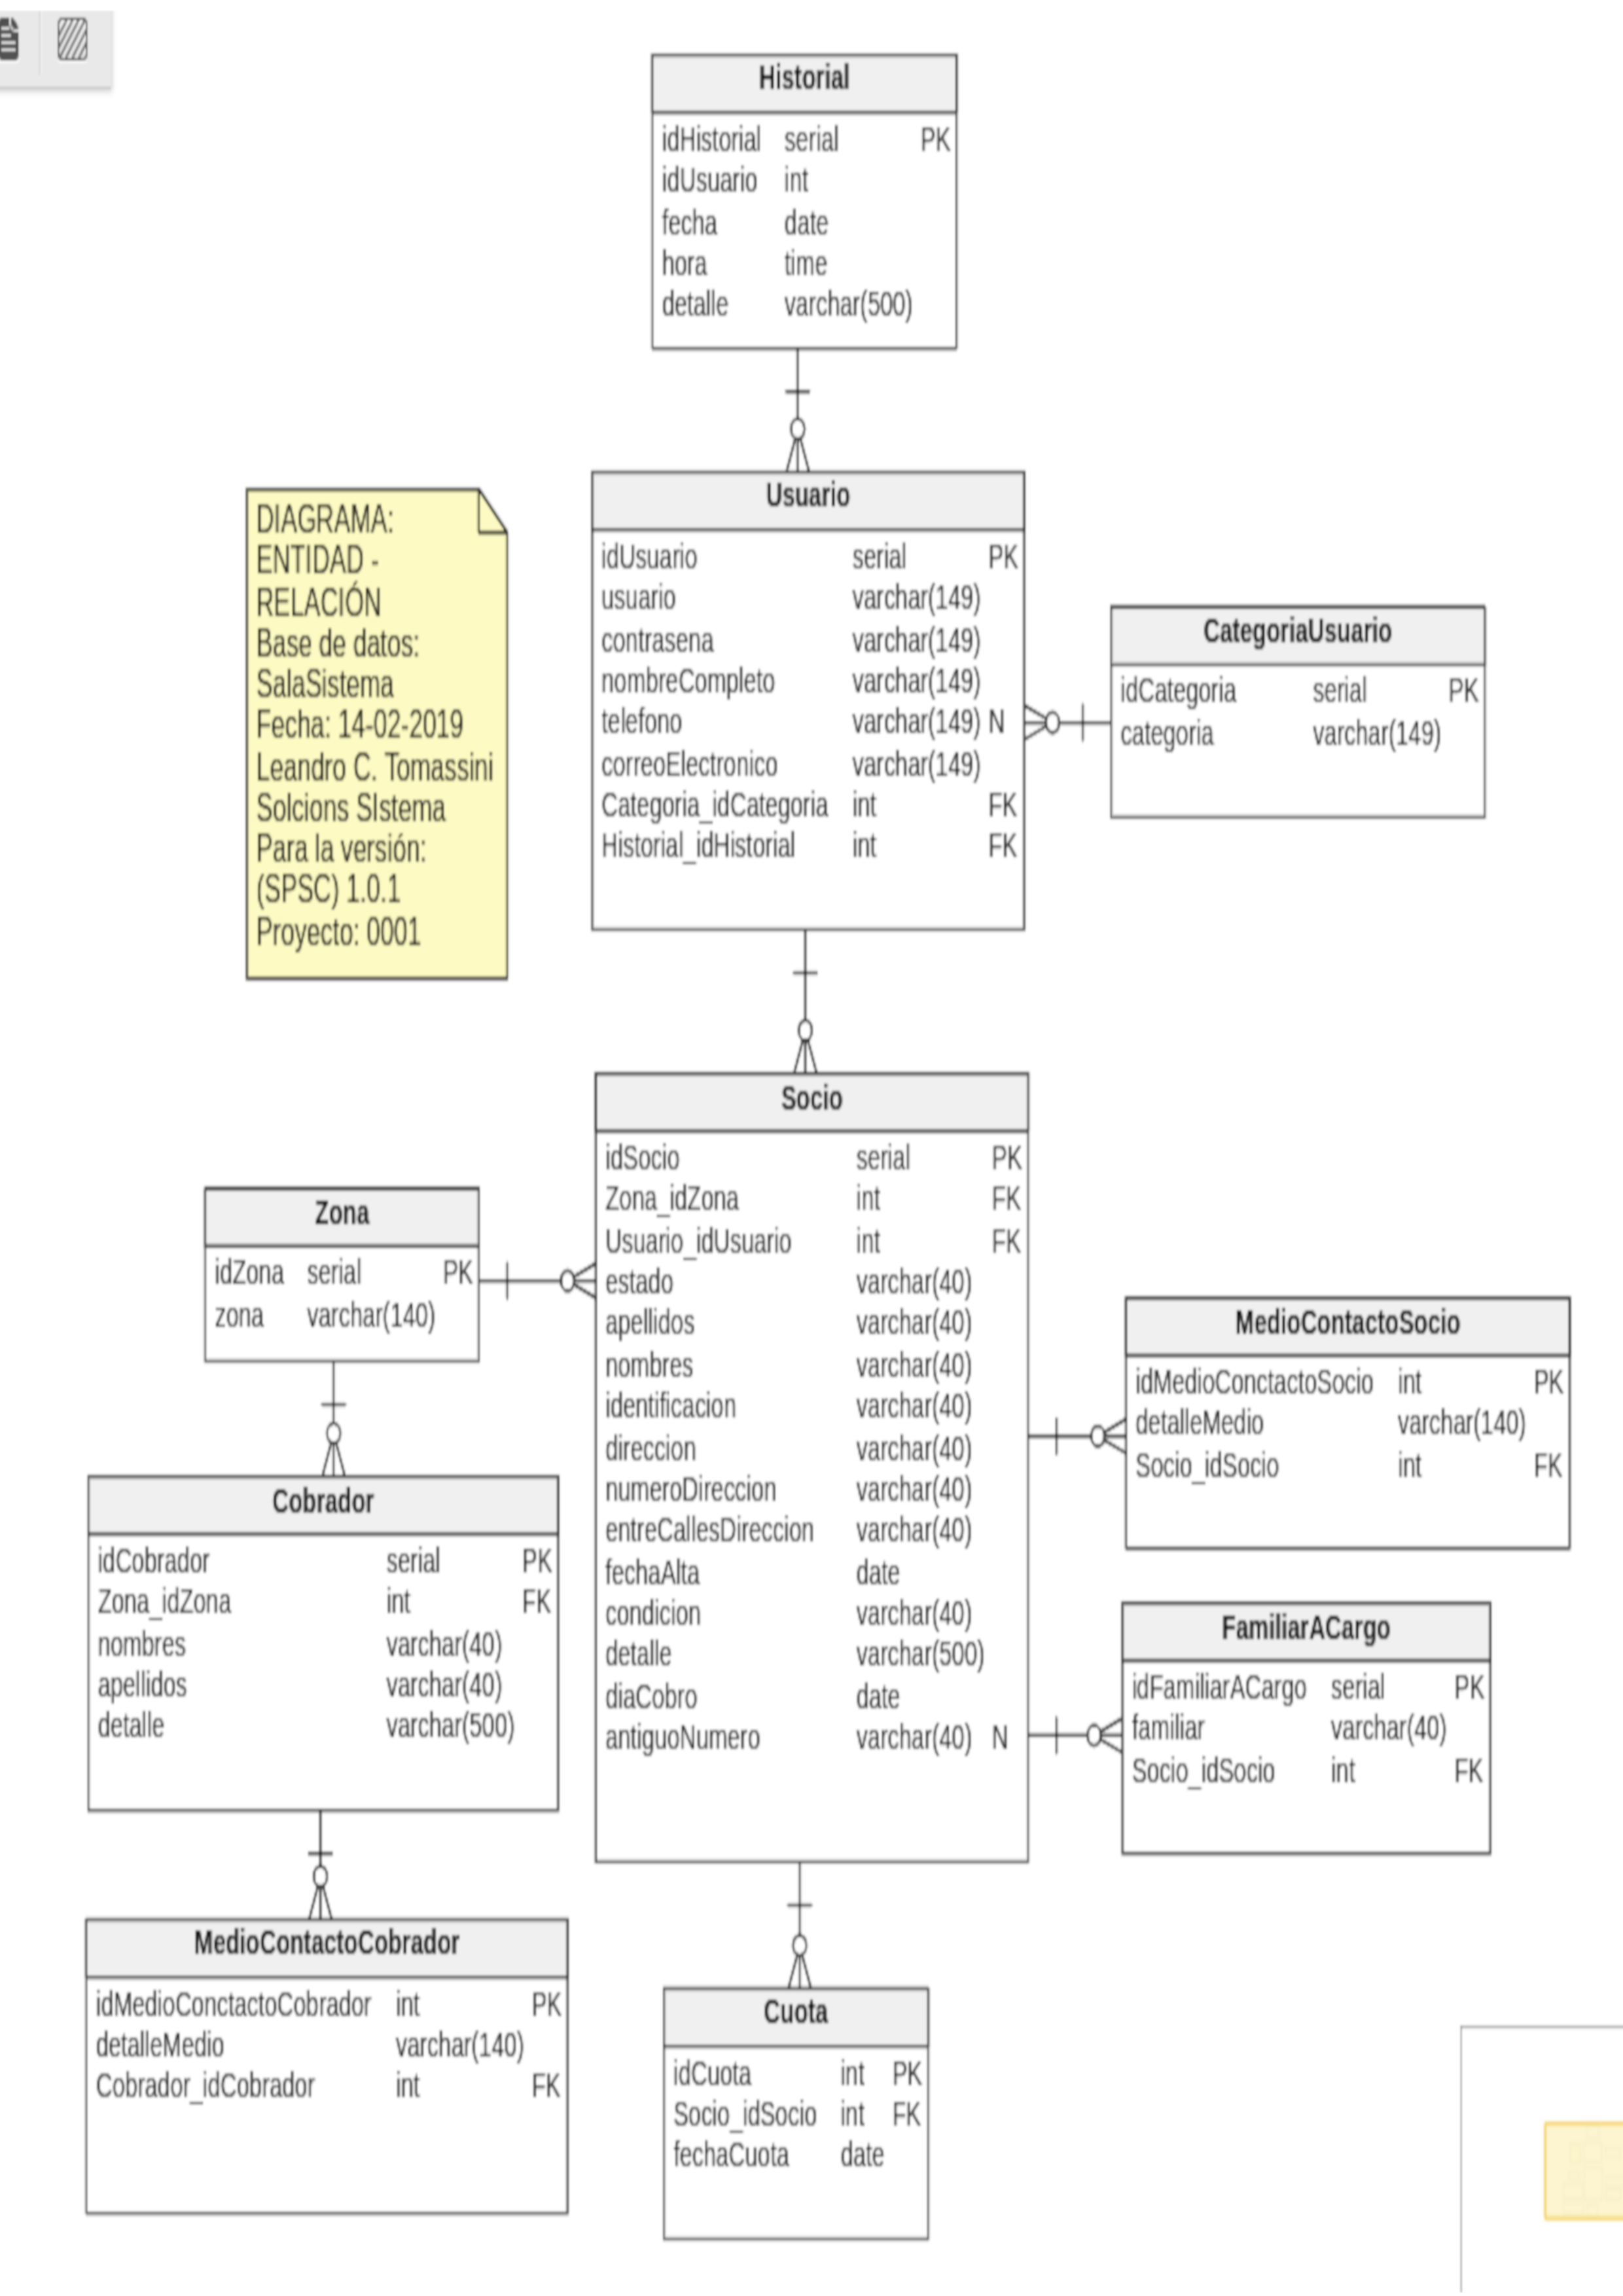 Historial
idHistorial serial PK
idUsuario int
fecha date
hora time
detalle varchar(500)
DIAGRAMA:
ENTIDAD -
RELACIÓN
Base de datos:
SalaSistema
Fecha: 14-02-2019
Leandro C. Tomassini
Solcions SIstema
Para la versión:
(SPSC) 1.0.1
Proyecto: 0001
Usuario
idUsuario serial PK
usuario varchar(149)
contrasena varchar(149)
nombreCompleto varchar(149)
telefono varchar(149) N
correoElectronico varchar(149)
Categoria_idCategoria int FK
Historial_idHistorial int FK
CategoriaUsuario
idCategoria serial PK
categoria varchar(149)
Socio
idSocio serial PK
Zona_idZona int FK
Usuario_idUsuario int FK
estado varchar(40)
apellidos varchar(40)
nombres varchar(40)
identificacion varchar(40)
direccion varchar(40)
numeroDireccion varchar(40)
entreCallesDireccion varchar(40)
fechaAlta date
condicion varchar(40)
detalle varchar(500)
diaCobro date
antiguoNumero varchar(40) N
Zona
idZona serial PK
zona varchar(140)
MedioContactoSocio
idMedioConctactoSocio int PK
detalleMedio varchar(140)
Socio_idSocio int FK
Cobrador
idCobrador serial PK
Zona_idZona int FK
nombres varchar(40)
apellidos varchar(40)
detalle varchar(500)
FamiliarACargo
idFamiliarACargo serial PK
familiar varchar(40)
Socio_idSocio int FK
MedioContactoCobrador
idMedioConctactoCobrador int PK
detalleMedio varchar(140)
Cobrador_idCobrador int FK
Cuota
idCuota int PK
Socio_idSocio int FK
fechaCuota date